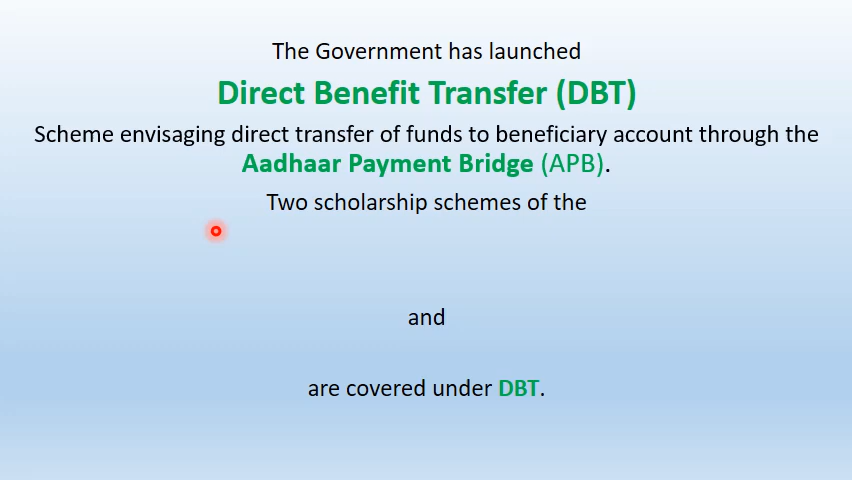 The Government has launched
Direct Benefit Transfer (DBT)
Scheme envisaging direct transfer of funds to beneficiary account through the
Aadhaar Payment Bridge (APB).
Two scholarship schemes of the
and
are covered under DBT.